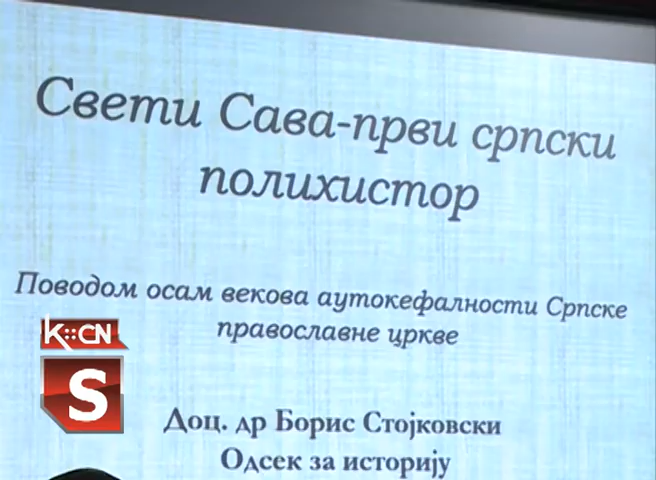 Свети Сава-први српски
полихистор
Поводом осам векова аутокефалности Српске
православне цркве
K::CN
S
Доц. др Борис Стојковски
Одсек за историју